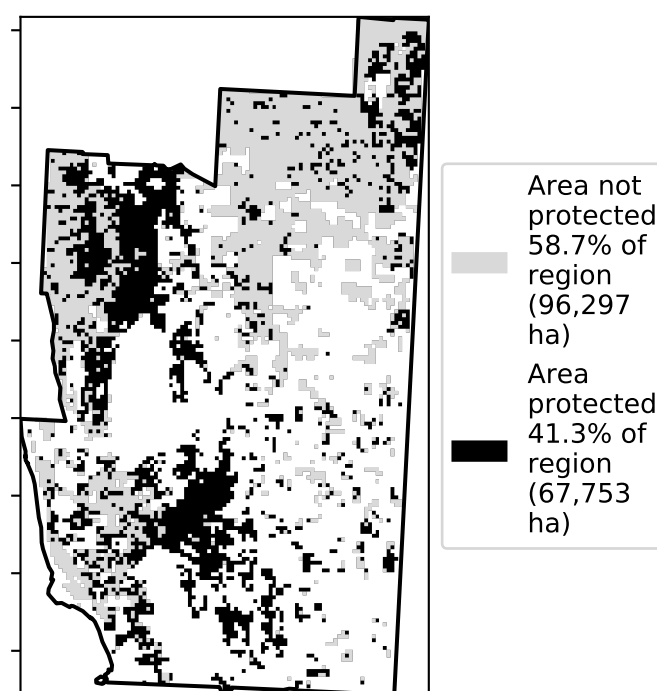 Area not
protected
58.7% of
region
(96,297
ha)
Area
protected
41.3% of
region
(67,753
ha)